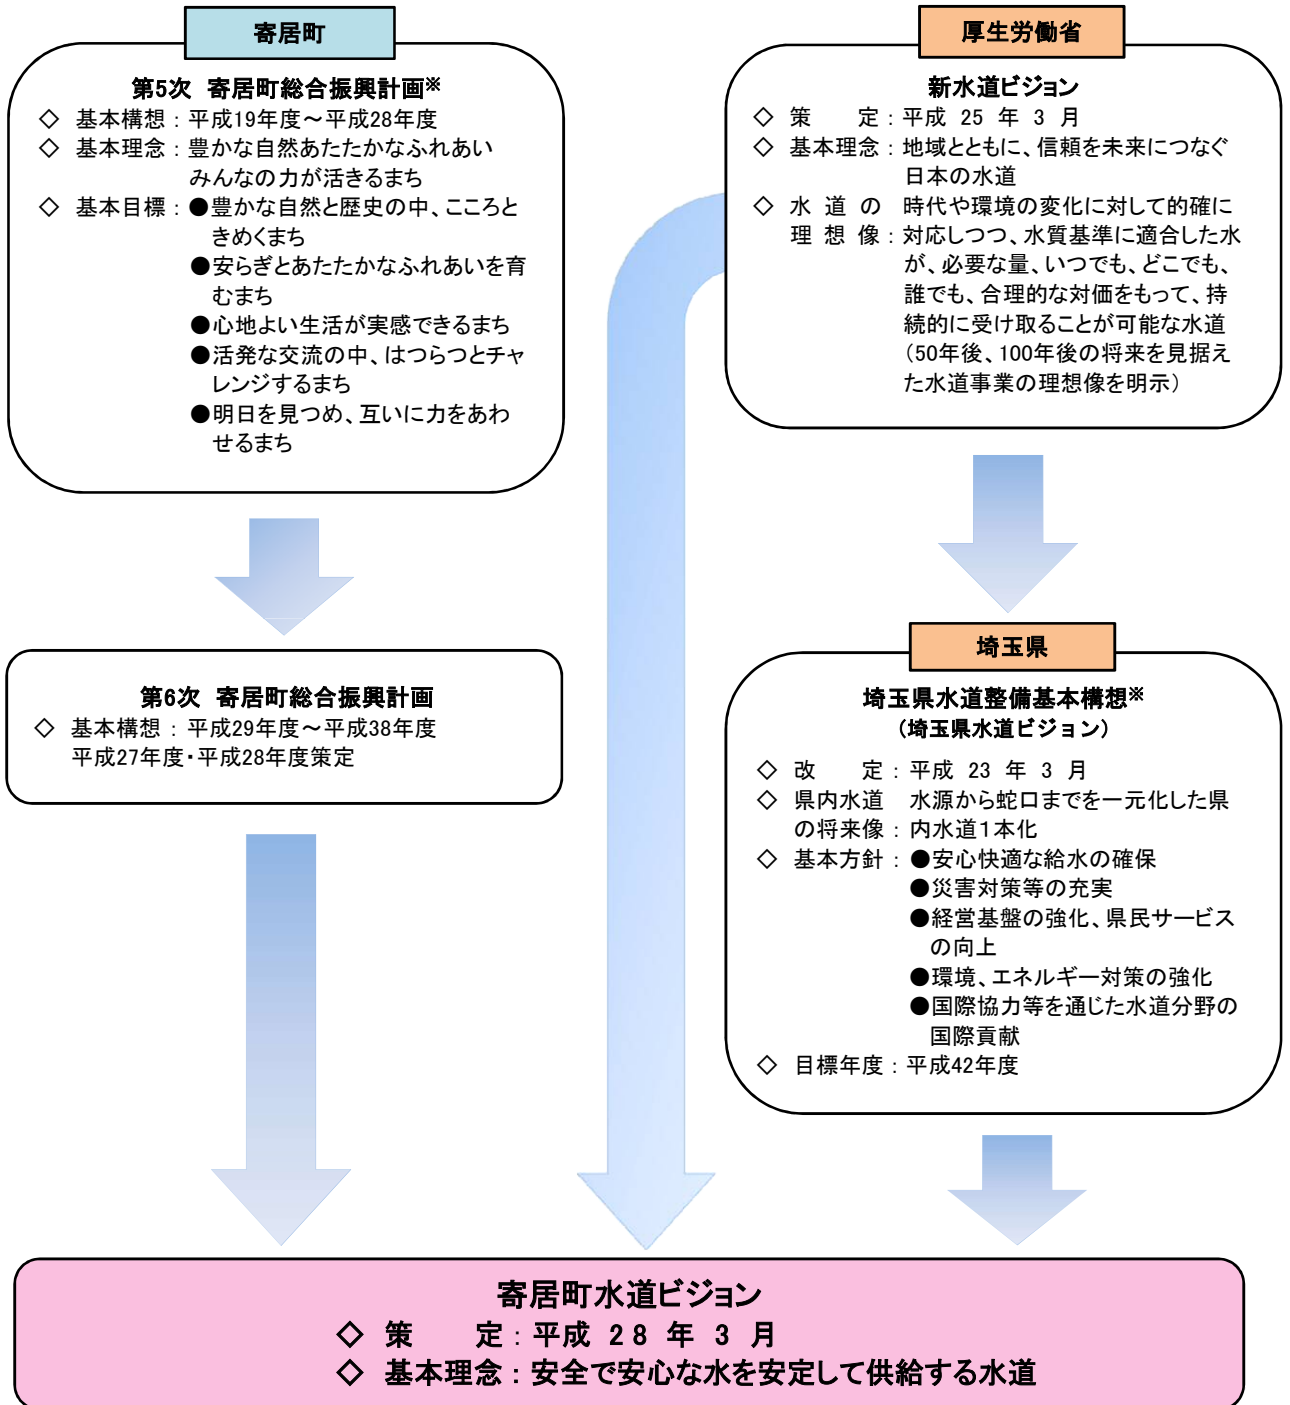 寄居町
第5次 寄居町総合振興計画※
◇ 基本構想：平成19年度～平成28年度
◇ 基本理念：豊かな自然あたたかなふれあい
みんなの力が活きるまち
◇ 基本目標：●豊かな自然と歴史の中、こころと
きめくまち
●安らぎとあたたかなふれあいを育
むまち
●心地よい生活が実感できるまち
●活発な交流の中、はつらつとチャ
レンジするまち
●明日を見つめ、互いに力をあわ
せるまち
第6次 寄居町総合振興計画
◇ 基本構想：平成29年度～平成38年度
平成27年度・平成28年度策定
厚生労働省
新水道ビジョン
◇ 策　　定：平成 25 年 3 月
◇ 基本理念：地域とともに、信頼を未来につなぐ
日本の水道
◇ 水 道 の　時代や環境の変化に対して的確に
理 想 像：対応しつつ、水質基準に適合した水
が、必要な量、いつでも、どこでも、
誰でも、合理的な対価をもって、持
続的に受け取ることが可能な水道
（50年後、100年後の将来を見据え
た水道事業の理想像を明示）
埼玉県
埼玉県水道整備基本構想※
（埼玉県水道ビジョン）
◇ 改　　定：平成 23 年 3 月
◇ 県内水道　水源から蛇口までを一元化した県
の将来像：内水道１本化
◇ 基本方針：●安心快適な給水の確保
●災害対策等の充実
●経営基盤の強化、県民サービス
の向上
●環境、エネルギー対策の強化
●国際協力等を通じた水道分野の
国際貢献
◇ 目標年度：平成42年度
寄居町水道ビジョン
◇ 策　　定：平成 28 年 3 月
◇ 基本理念：安全で安心な水を安定して供給する水道